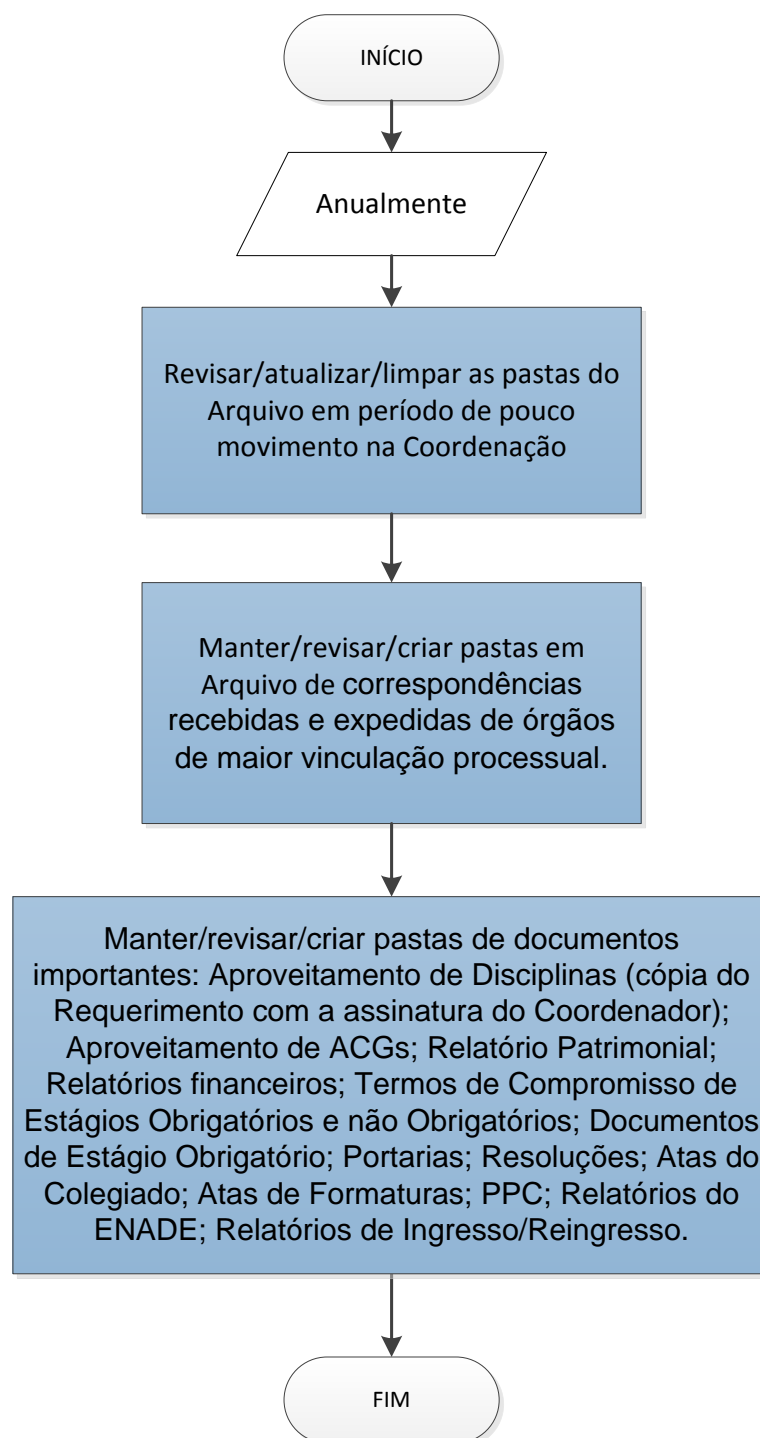 INÍCIO
Anualmente
Revisar/atualizar/limpar as pastas do
Arquivo em período de pouco
movimento na Coordenação
Manter/revisar/criar pastas em
Arquivo de correspondências
recebidas e expedidas de órgãos
de maior vinculação processual.
Manter/revisar/criar pastas de documentos
importantes: Aproveitamento de Disciplinas (cópia do
Requerimento com a assinatura do Coordenador);
Aproveitamento de ACGs; Relatório Patrimonial;
Relatórios financeiros; Termos de Compromisso de
Estágios Obrigatórios e não Obrigatórios; Documentos
de Estágio Obrigatório; Portarias; Resoluções; Atas do
Colegiado; Atas de Formaturas; PPC; Relatórios do
ENADE; Relatórios de Ingresso/Reingresso.
FIM